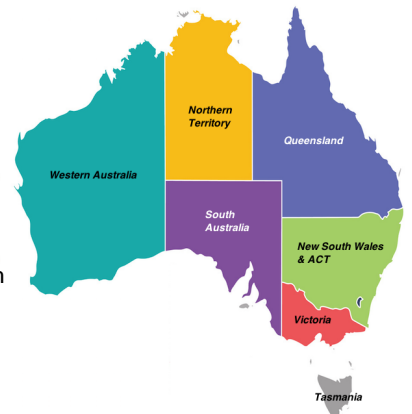 Northern
Territory
Queensland
Western Australia
South
Australia
New South Wales
& ACT
n
Victoria
Tasmania